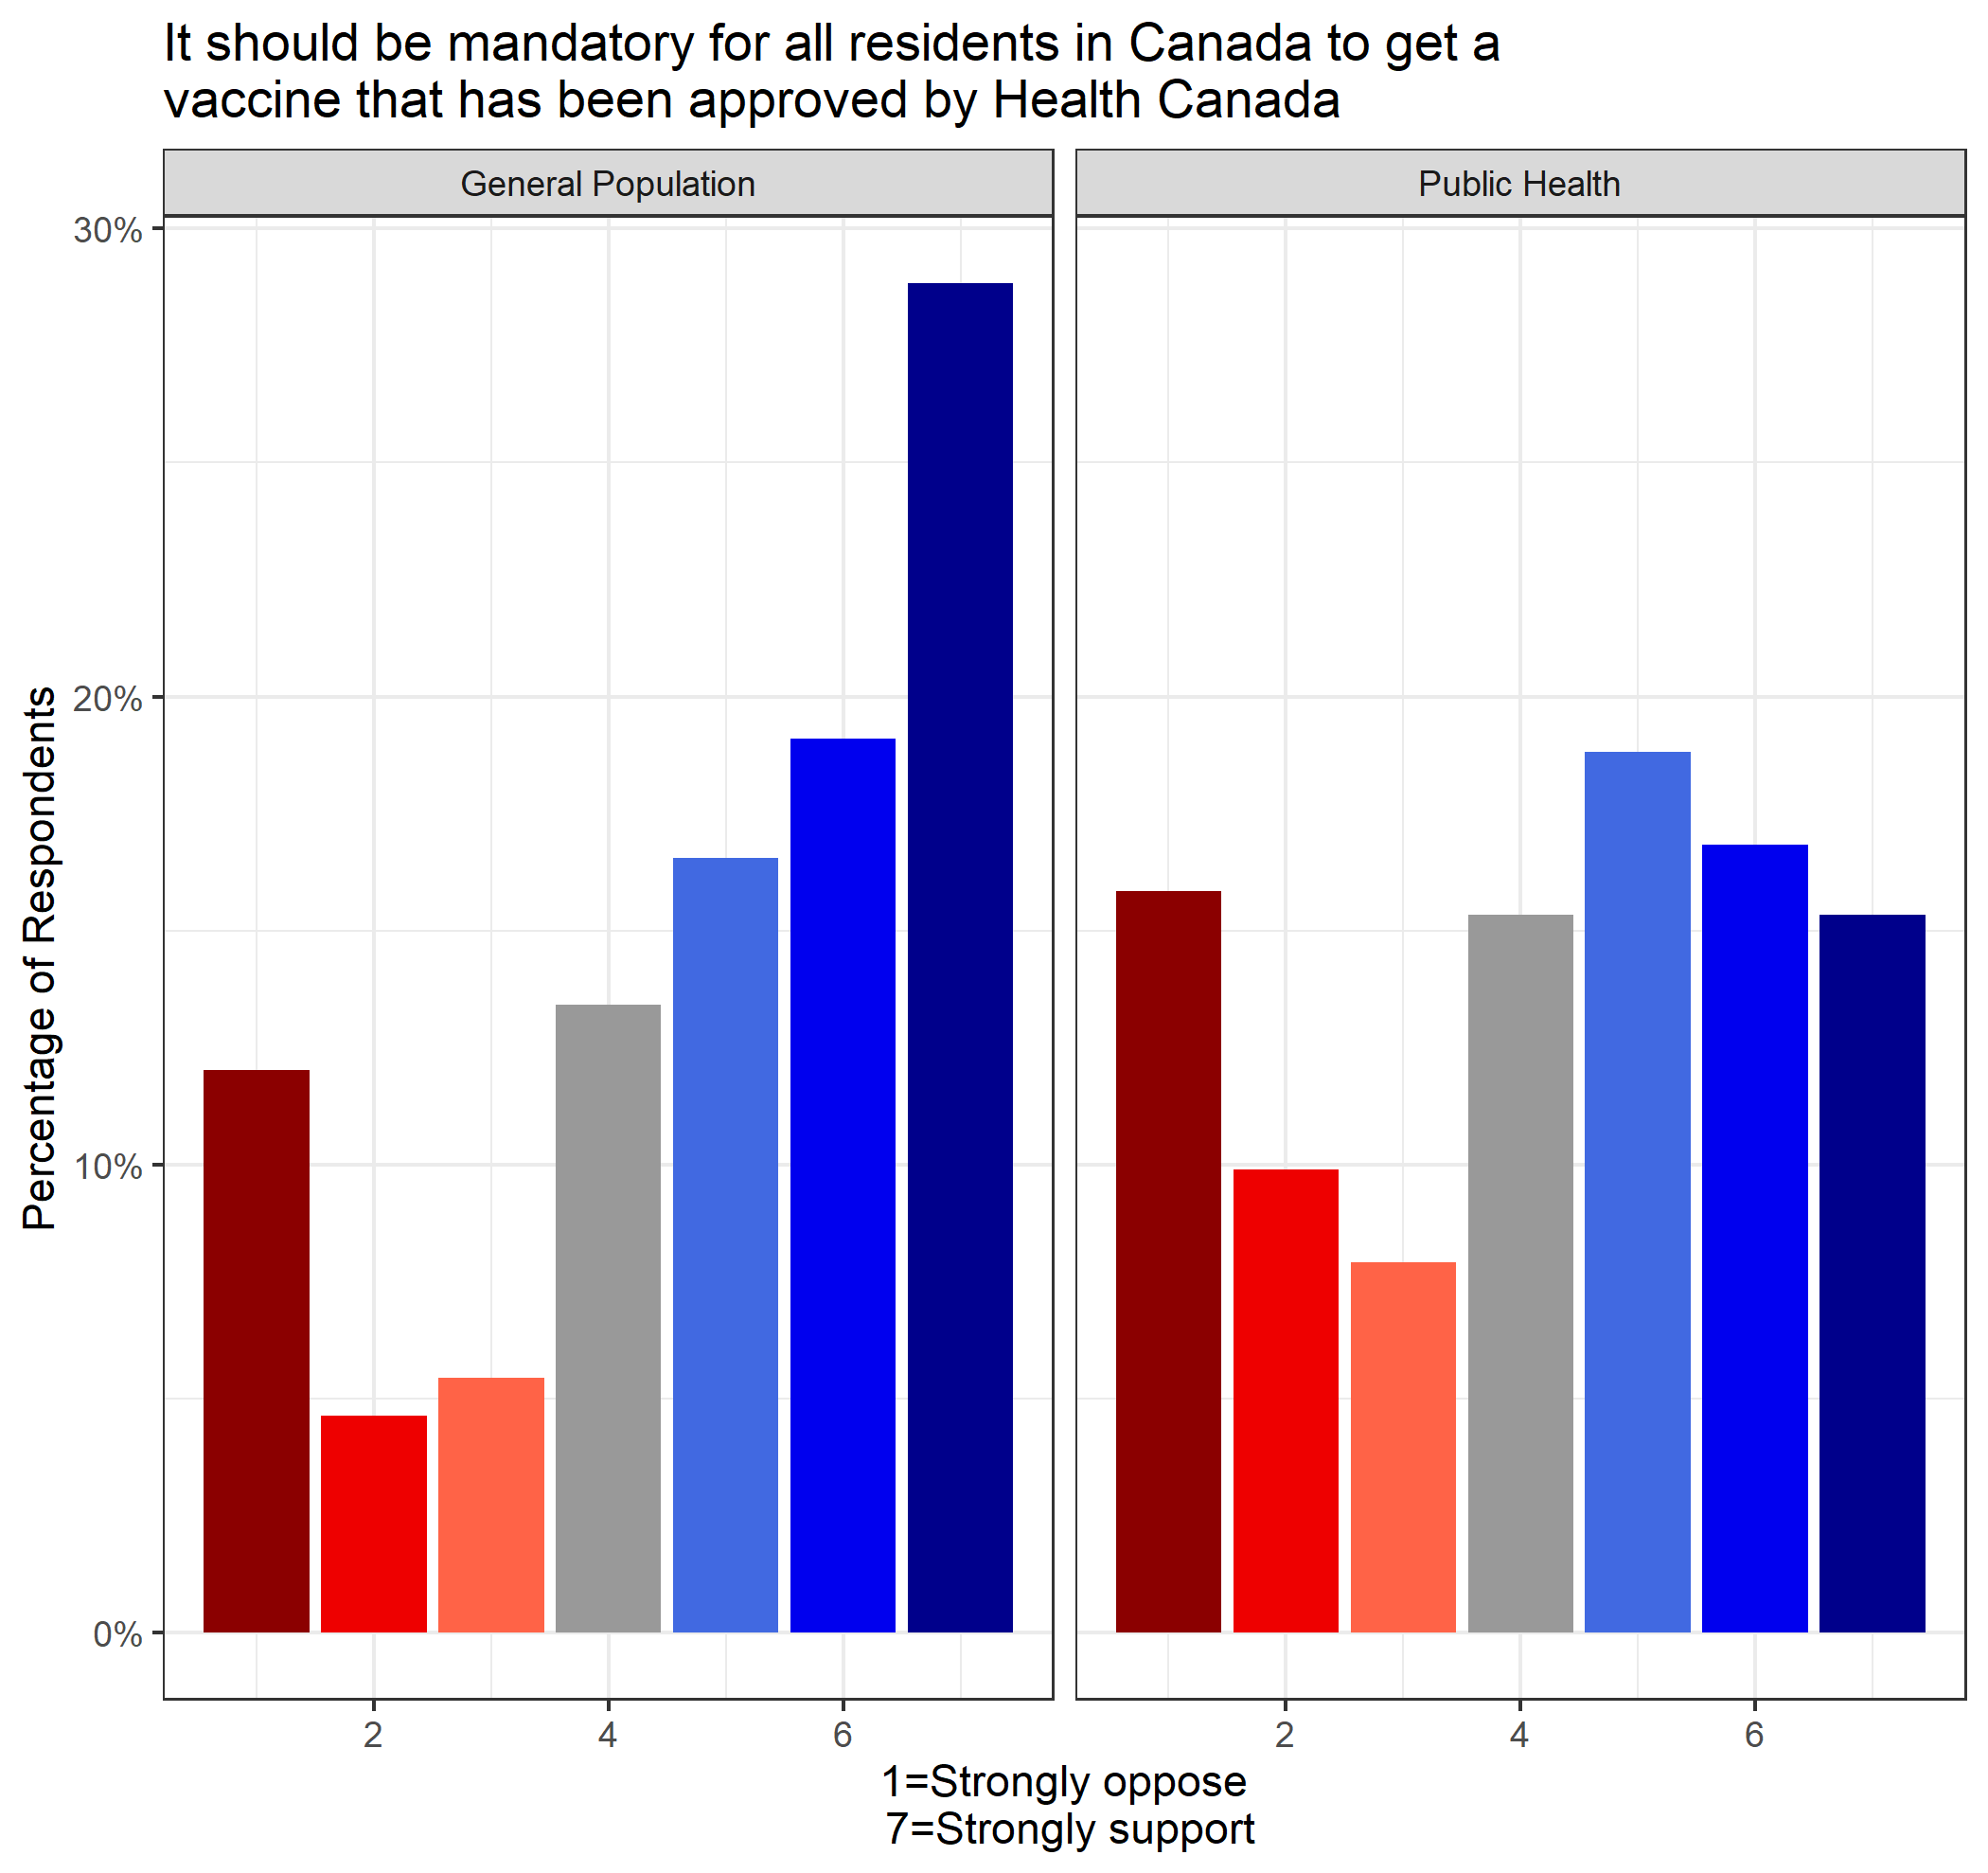 It should be mandatory for all residents in Canada to get a
vaccine that has been approved by Health Canada
General Population
Public Health
30%
20%
10%
0%
Percentage of Respondents
2
4
6
2
4
6
1=Strongly oppose
7=Strongly support